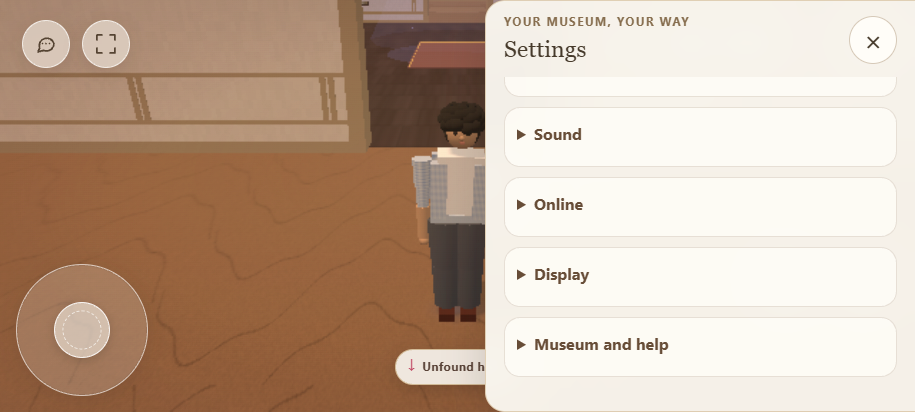 YOUR MUSEUM, YOUR WAY
Settings
Sound
Online
Display
Museum and help
Unfound h